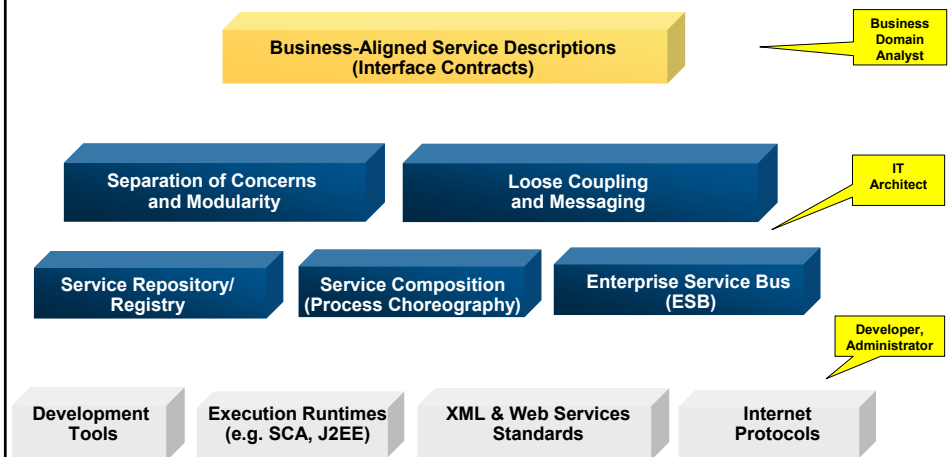 Business-Aligned Service Descriptions
(Interface Contracts)
Business
Domain
Analyst
Separation of Concerns
and Modularity
Loose Coupling
and Messaging
IT
Architect
Service Repository/
Registry
Service Composition
(Process Choreography)
Enterprise Service Bus
(ESB)
Developer,
Administrator
Development
Tools
Execution Runtimes
(e.g. SCA, J2EE)
XML & Web Services
Standards
Internet
Protocols